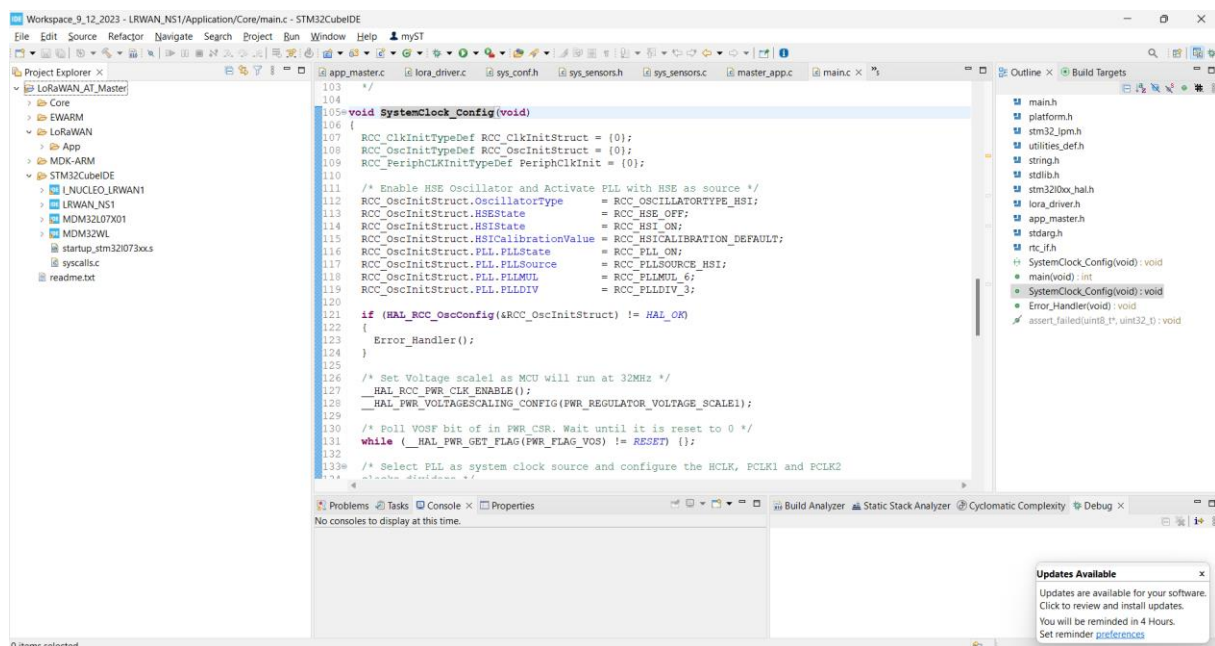 Workspace_9_12_2023 - LRWAN_NS1/Application/Core/main.c - STM32CubeIDE
File Edit Source Refactor Navigate Search Project Run Window Help myST
Project Explorer
LoRaWAN_AT_Master
Core
EWARM
LoRaWAN
App
MDK-ARM
STM32CubeIDE
I_NUCLEO_LRWAN1
LRWAN_NS1
MDM32L07X01
MDM32WL
startup_stm32l073xx.s
syscalls.c
readme.txt
app_master.c lora_driver.c sys_conf.h sys_sensors.h sys_sensors.c master_app.c main.c
103 */
104
105 void SystemClock_Config(void)
106 {
107 RCC_ClkInitTypeDef RCC_ClkInitStruct = {0};
108 RCC_OscInitTypeDef RCC_OscInitStruct = {0};
109 RCC_PeriphCLKInitTypeDef PeriphClkInit = {0};
110
111 /* Enable HSE Oscillator and Activate PLL with HSE as source */
112 RCC_OscInitStruct.OscillatorType = RCC_OSCILLATORTYPE_HSI;
113 RCC_OscInitStruct.HSEState = RCC_HSE_OFF;
114 RCC_OscInitStruct.HSIState = RCC_HSI_ON;
115 RCC_OscInitStruct.HSICalibrationValue = RCC_HSICALIBRATION_DEFAULT;
116 RCC_OscInitStruct.PLL.PLLState = RCC_PLL_ON;
117 RCC_OscInitStruct.PLL.PLLSource = RCC_PLLSOURCE_HSI;
118 RCC_OscInitStruct.PLL.PLLMUL = RCC_PLLMUL_6;
119 RCC_OscInitStruct.PLL.PLLDIV = RCC_PLLDIV_3;
120
121 if (HAL_RCC_OscConfig(&RCC_OscInitStruct) != HAL_OK)
122 {
123 Error_Handler();
124 }
125
126 /* Set Voltage scale1 as MCU will run at 32MHz */
127 __HAL_RCC_PWR_CLK_ENABLE();
128 __HAL_PWR_VOLTAGESCALING_CONFIG(PWR_REGULATOR_VOLTAGE_SCALE1);
129
130 /* Poll VOSF bit of in PWR_CSR. Wait until it is reset to 0 */
131 while (__HAL_PWR_GET_FLAG(PWR_FLAG_VOS) != RESET) {};
132
133 /* Select PLL as system clock source and configure the HCLK, PCLK1 and PCLK2
Outline Build Targets
main.h
platform.h
stm32_lpm.h
utilities_def.h
string.h
stdlib.h
stm32l0xx_hal.h
lora_driver.h
app_master.h
stdarg.h
rtc_if.h
SystemClock_Config(void) : void
main(void) : int
SystemClock_Config(void) : void
Error_Handler(void) : void
assert_failed(uint8_t*, uint32_t) : void
Problems Tasks Console Properties
No consoles to display at this time.
Build Analyzer Static Stack Analyzer Cyclomatic Complexity Debug
Updates Available
Updates are available for your software.
Click to review and install updates.
You will be reminded in 4 Hours.
Set reminder preferences
0 items selected